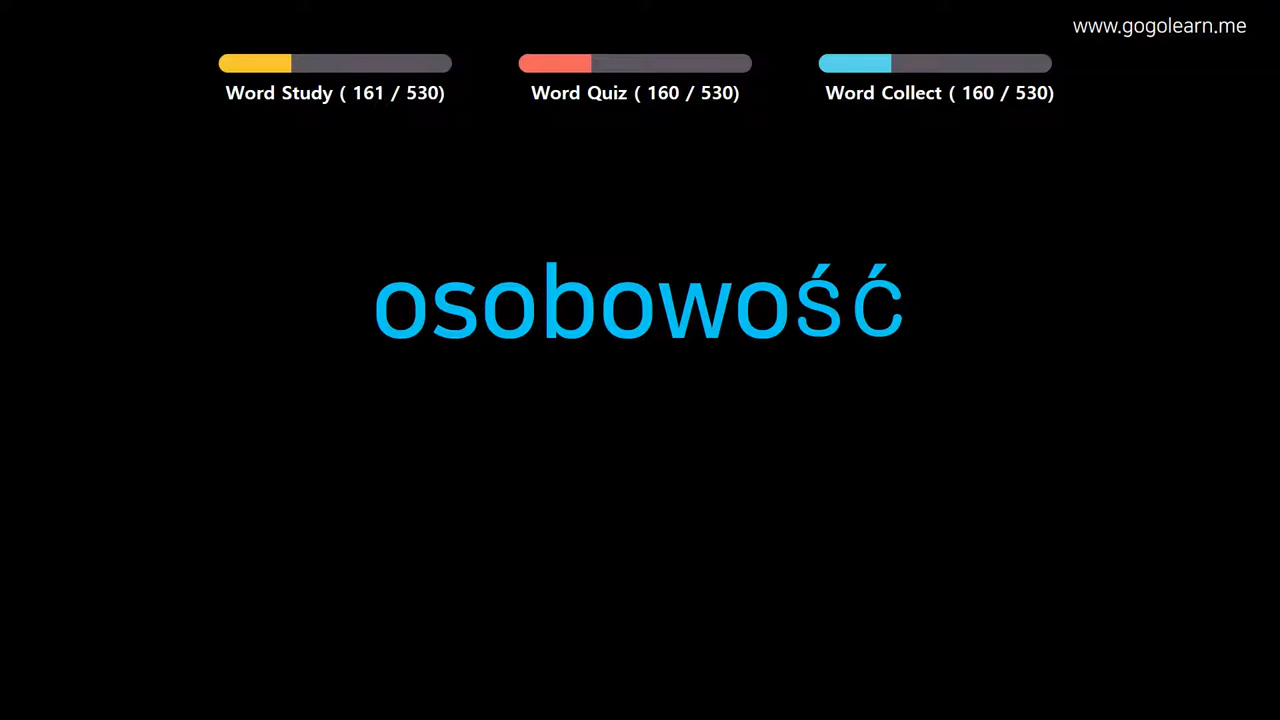 www.gogolearn.me
Word Study ( 161 / 530)
Word Quiz ( 160 / 530)
Word Collect ( 160 / 530)
osobowość